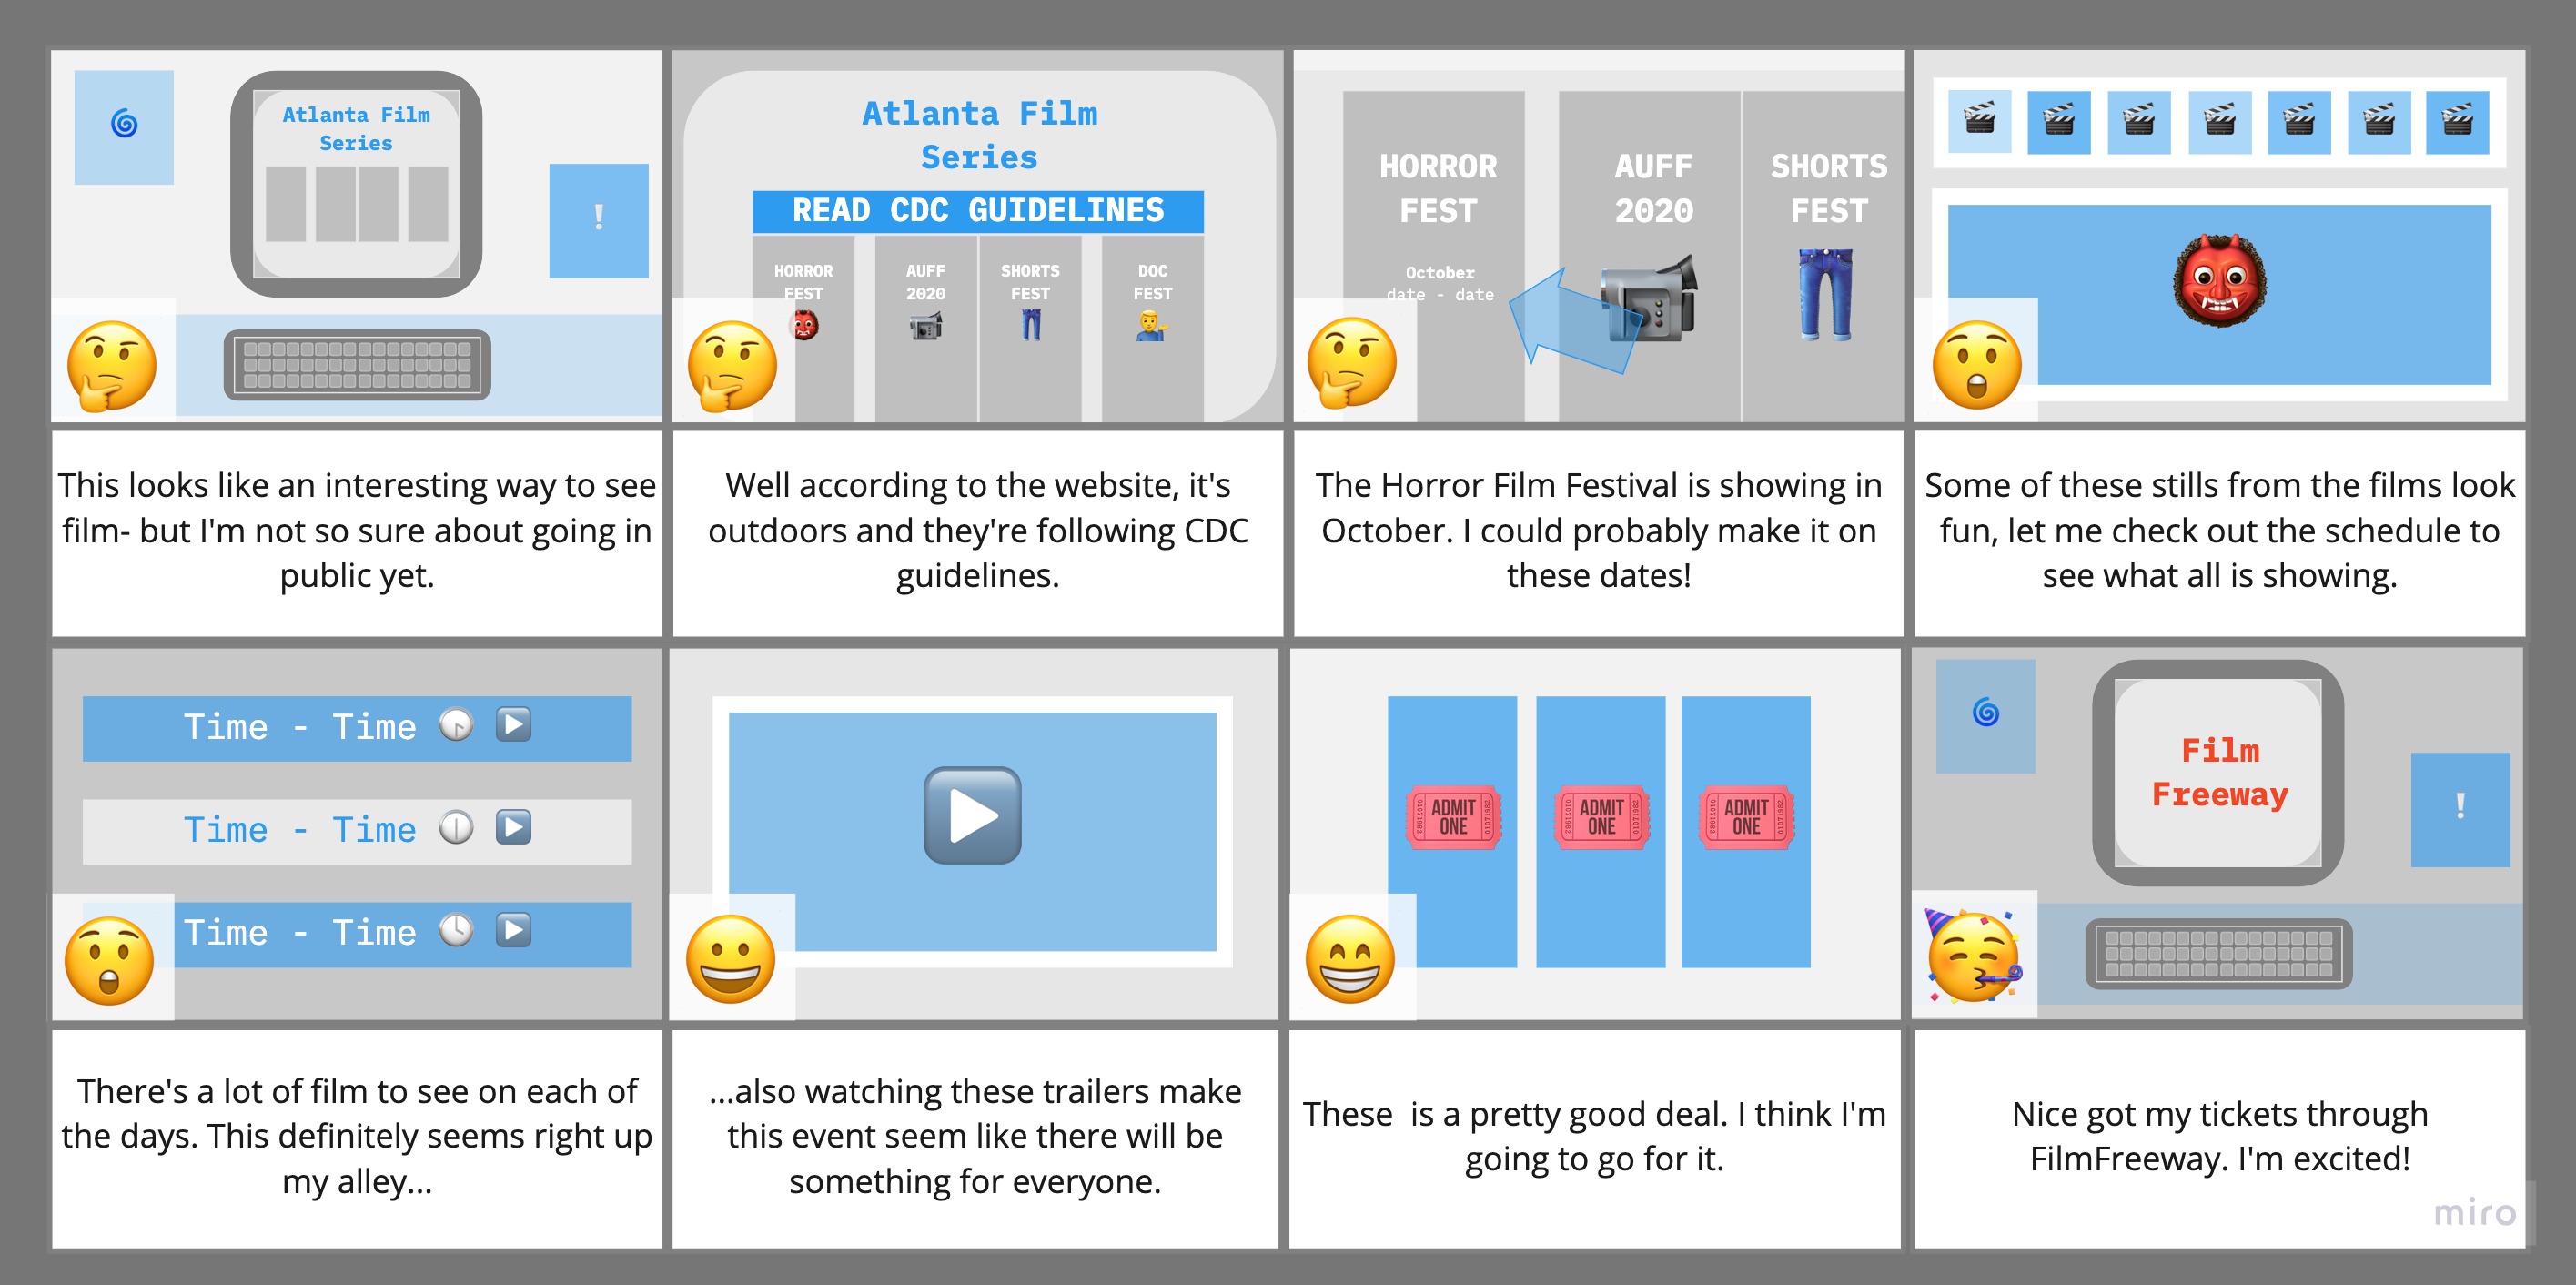 Atlanta Film
Series
!
This looks like an interesting way to see
film- but I'm not so sure about going in
public yet.
Atlanta Film
Series
READ CDC GUIDELINES
HORROR
FEST
AUFF
2020
SHORTS
FEST
DOC
FEST
Well according to the website, it's
outdoors and they're following CDC
guidelines.
HORROR
FEST
October
date - date
AUFF
2020
SHORTS
FEST
The Horror Film Festival is showing in
October. I could probably make it on
these dates!
Some of these stills from the films look
fun, let me check out the schedule to
see what all is showing.
Time - Time
Time - Time
Time - Time
There's a lot of film to see on each of
the days. This definitely seems right up
my alley...
...also watching these trailers make
this event seem like there will be
something for everyone.
ADMIT
ONE
ADMIT
ONE
ADMIT
ONE
These  is a pretty good deal. I think I'm
going to go for it.
Film
Freeway
!
Nice got my tickets through
FilmFreeway. I'm excited!
miro